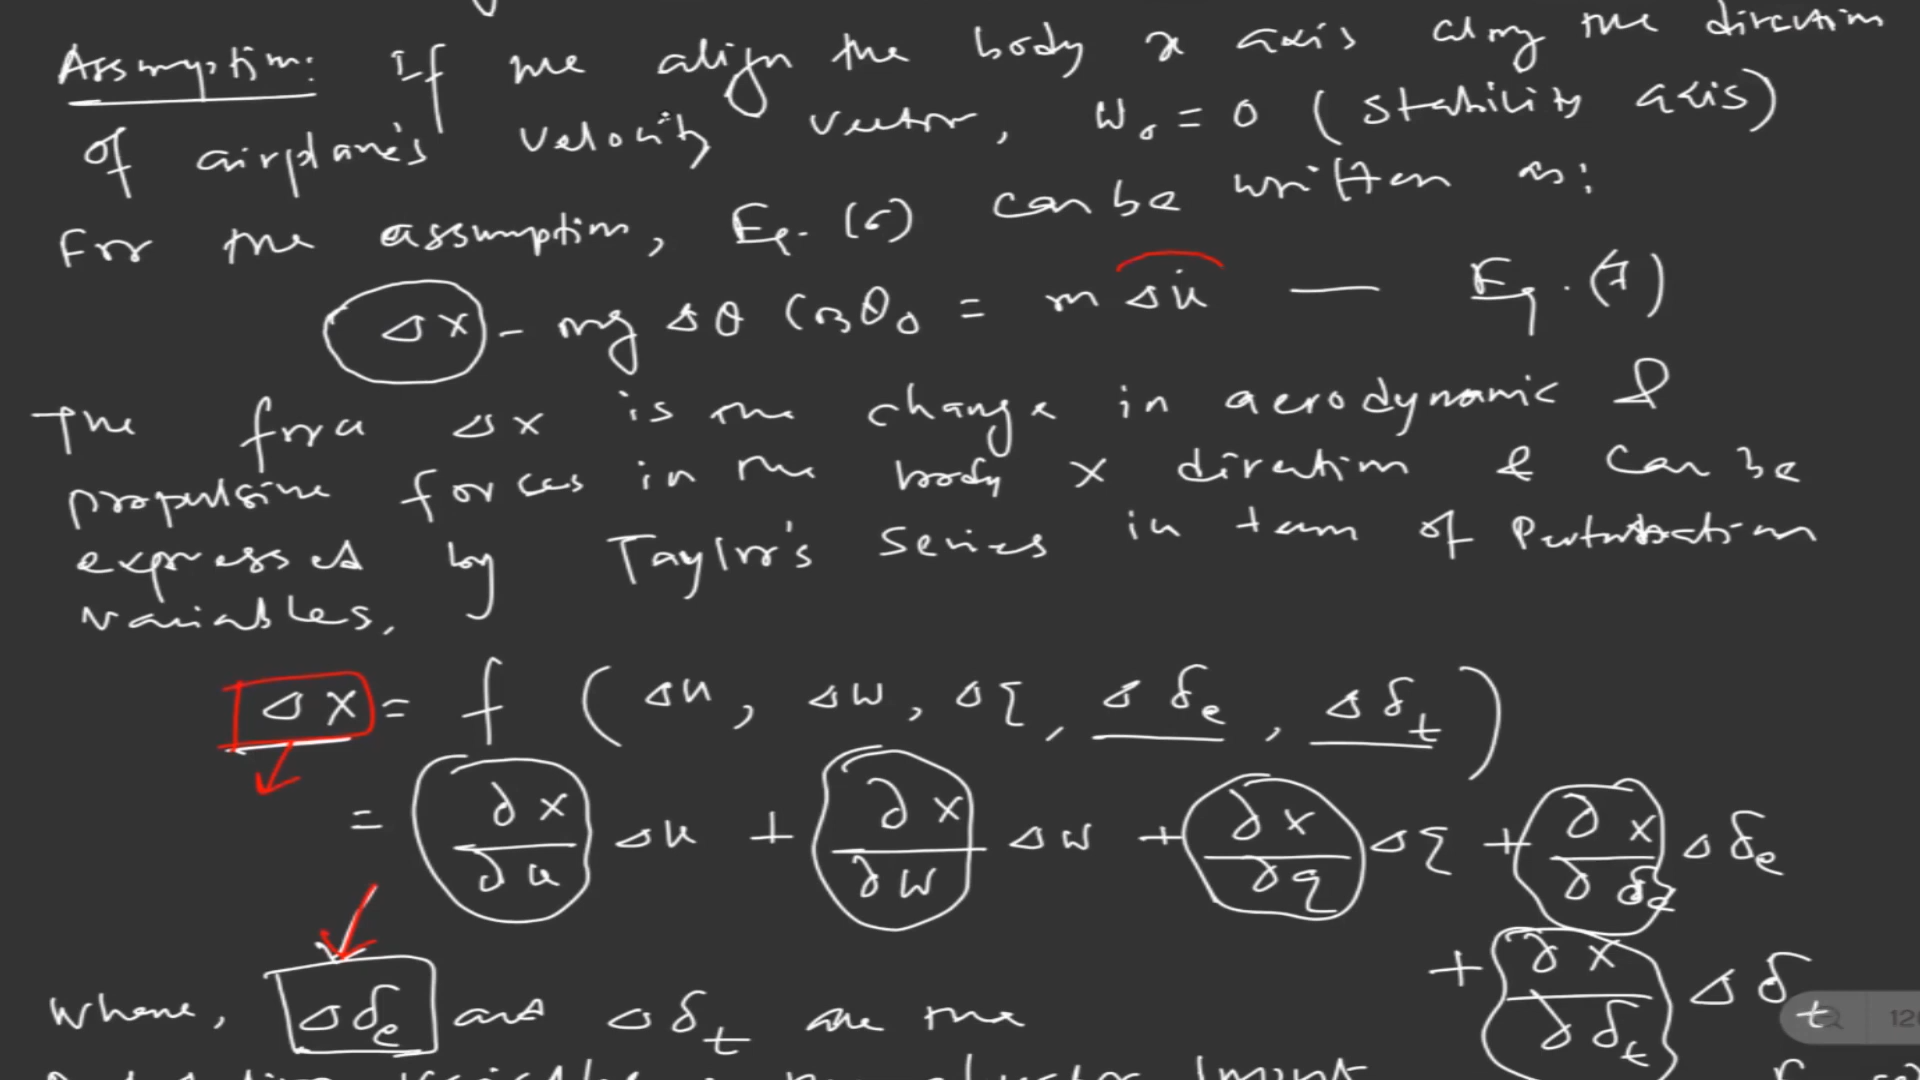 Assumption: If we align the body x axis along the direction
of airplane's velocity vector, W₀ = 0 (stability axis)
For the assumption, Eq. (6) can be written as:
Δx - mg Δθ Cos θ₀ = m Δu̇ — Eq. (7)
The force Δx is the change in aerodynamic &
propulsive forces in the body x direction & can be
expressed by Taylor's Series in term of Perturbation
variables,
Δx = f (Δu, Δw, Δq, Δδe, Δδt)
= ∂x/∂u Δu + ∂x/∂w Δw + ∂x/∂q Δq + ∂x/∂δe Δδe
+ ∂x/∂δt Δδt
Where, Δδe and Δδt are the